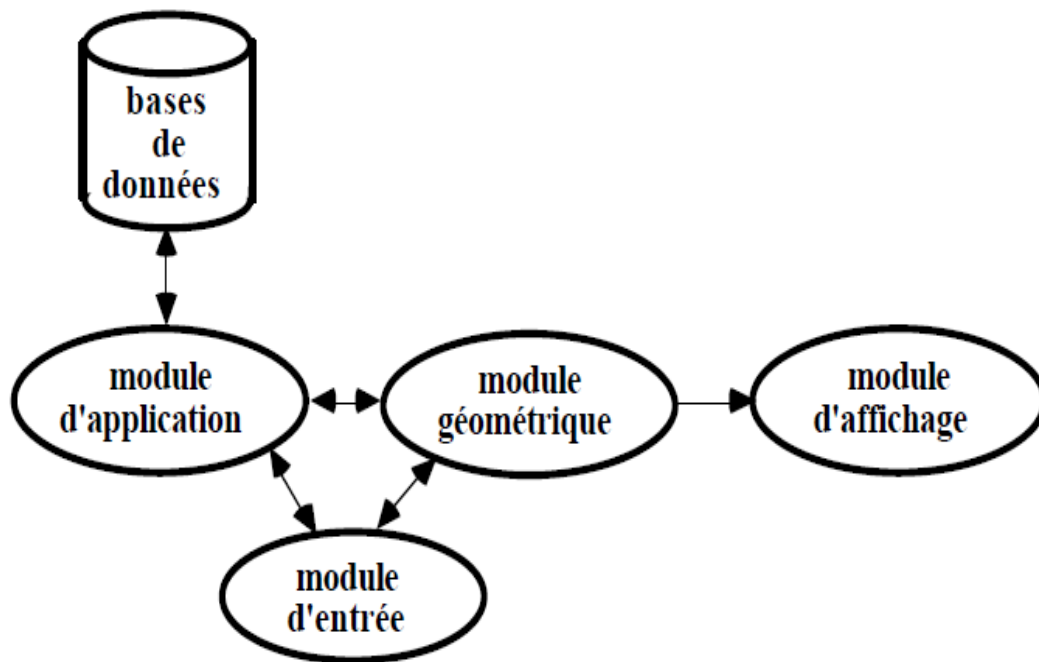 bases
de
données
module
d'application
module
géométrique
module
d'affichage
module
d'entrée